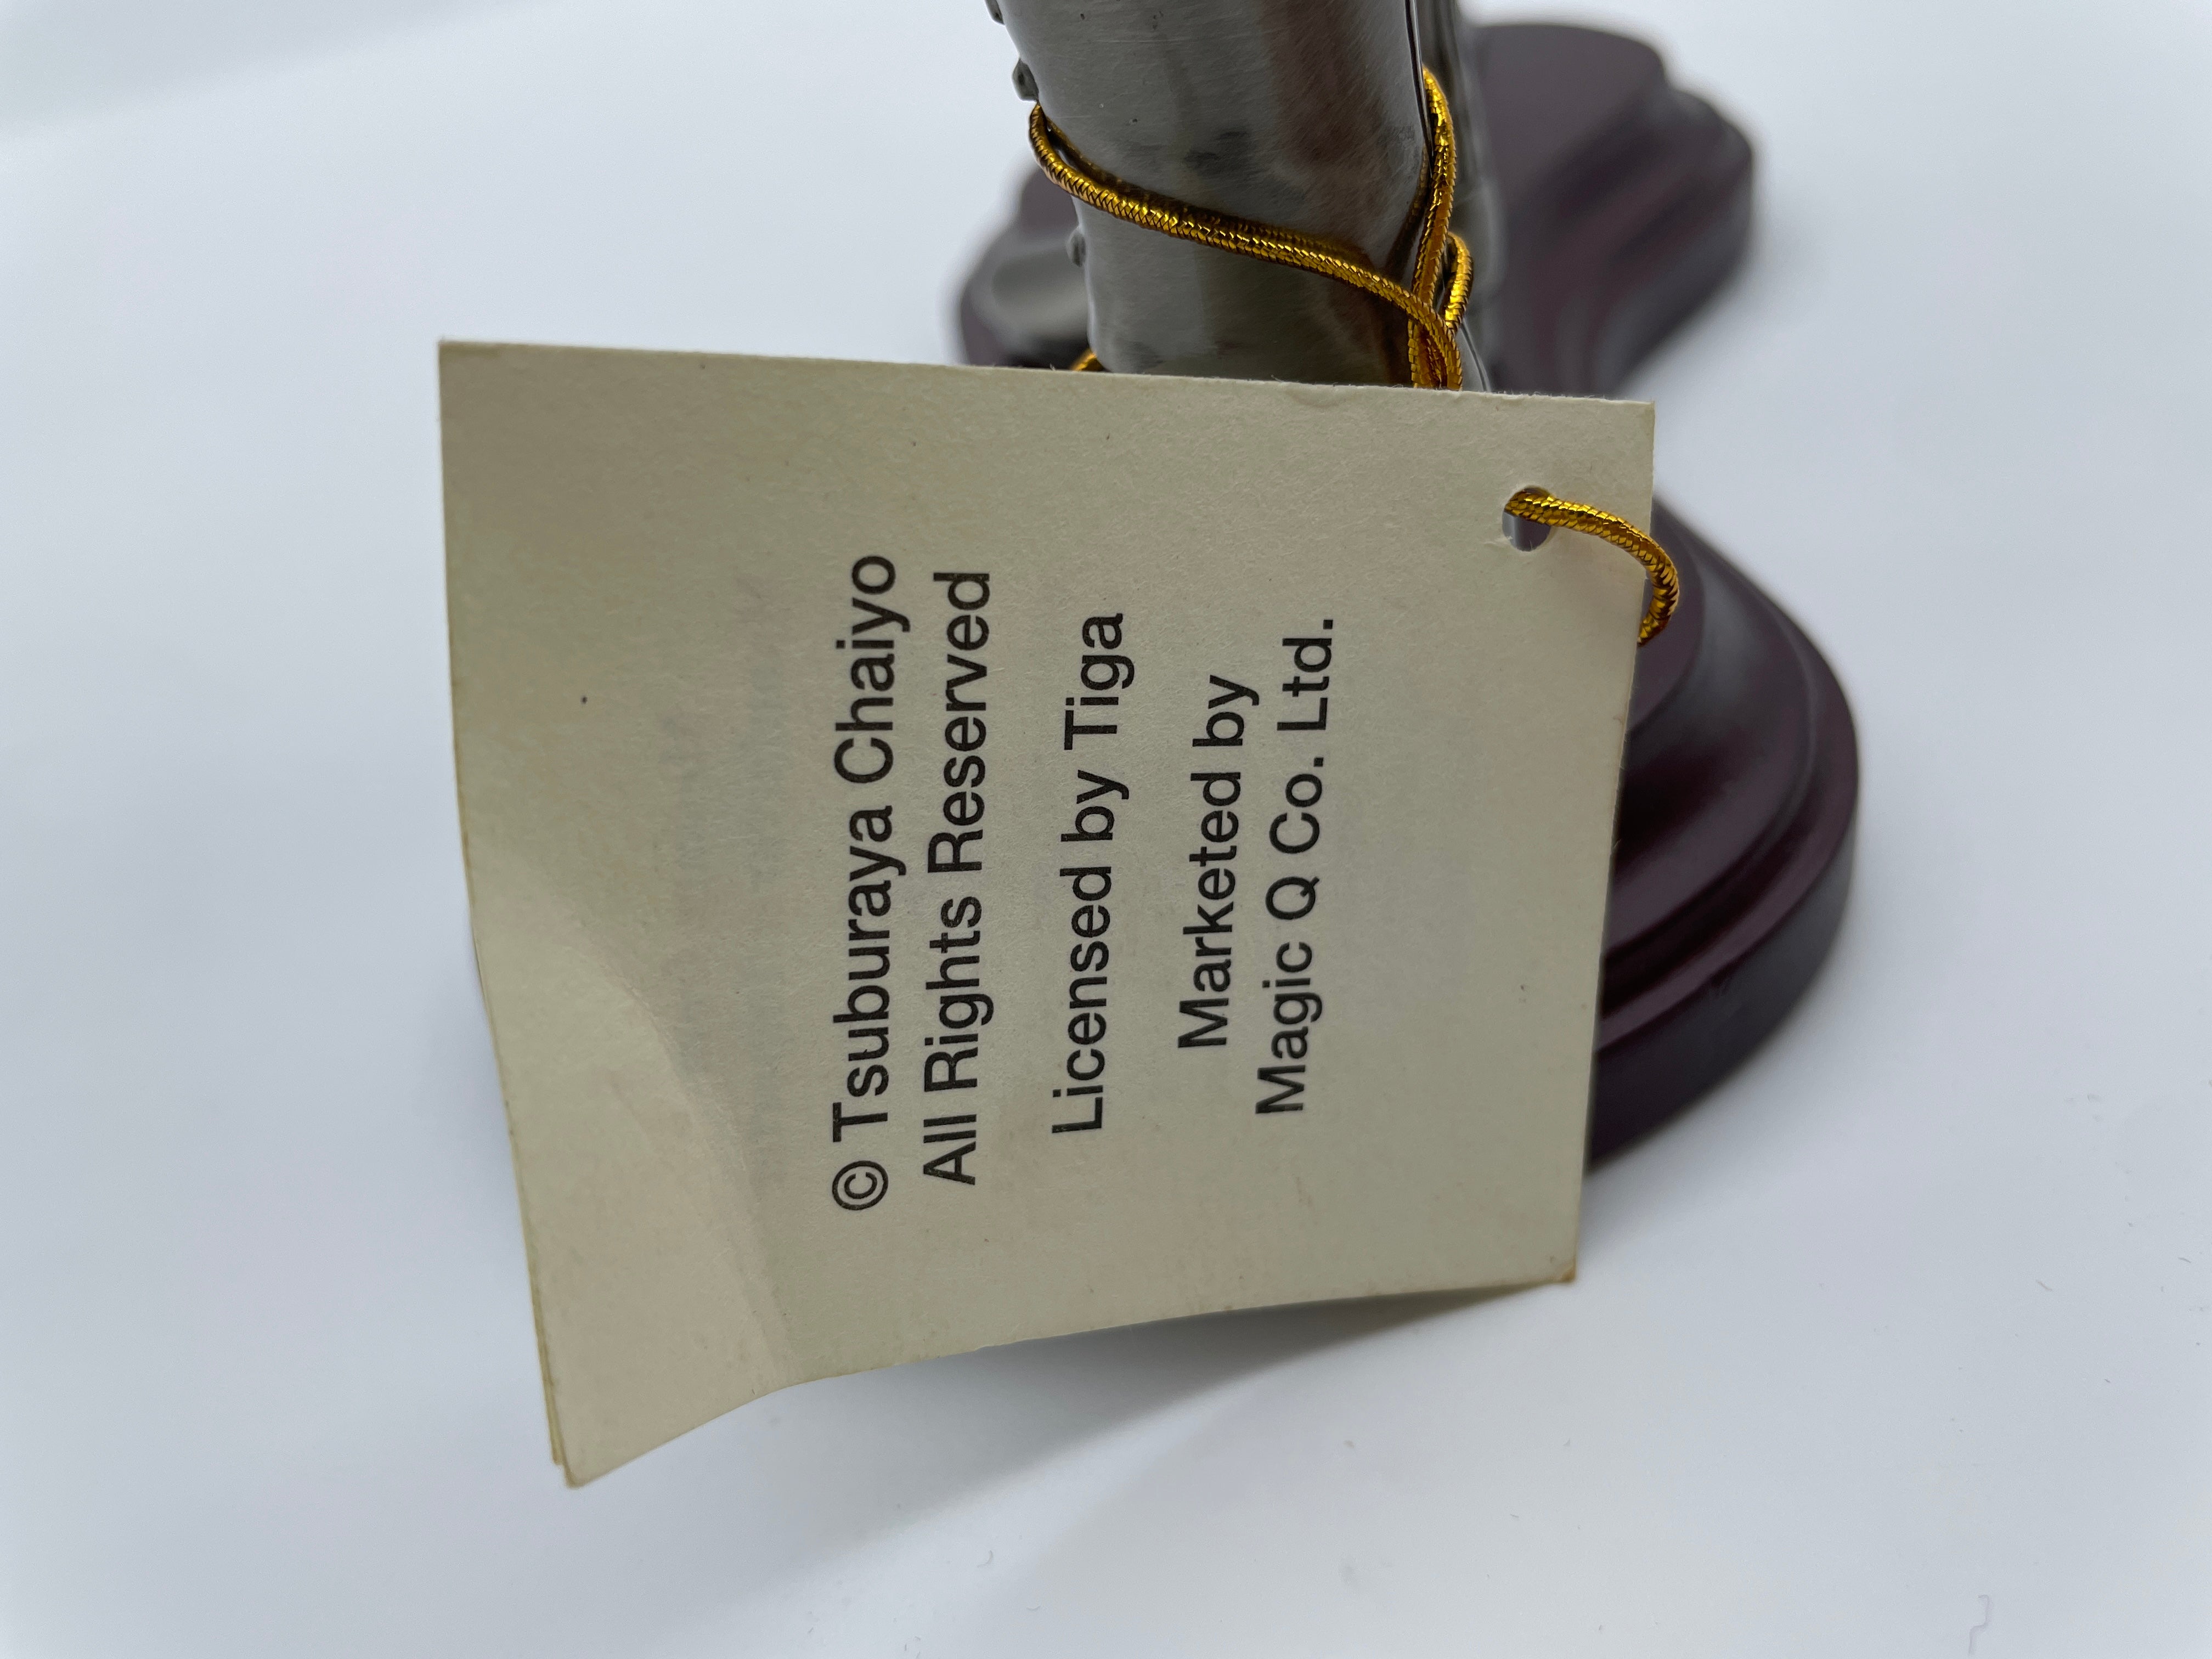 © Tsuburaya Chaiyo
All Rights Reserved
Licensed by Tiga
Marketed by
Magic Q Co. Ltd.